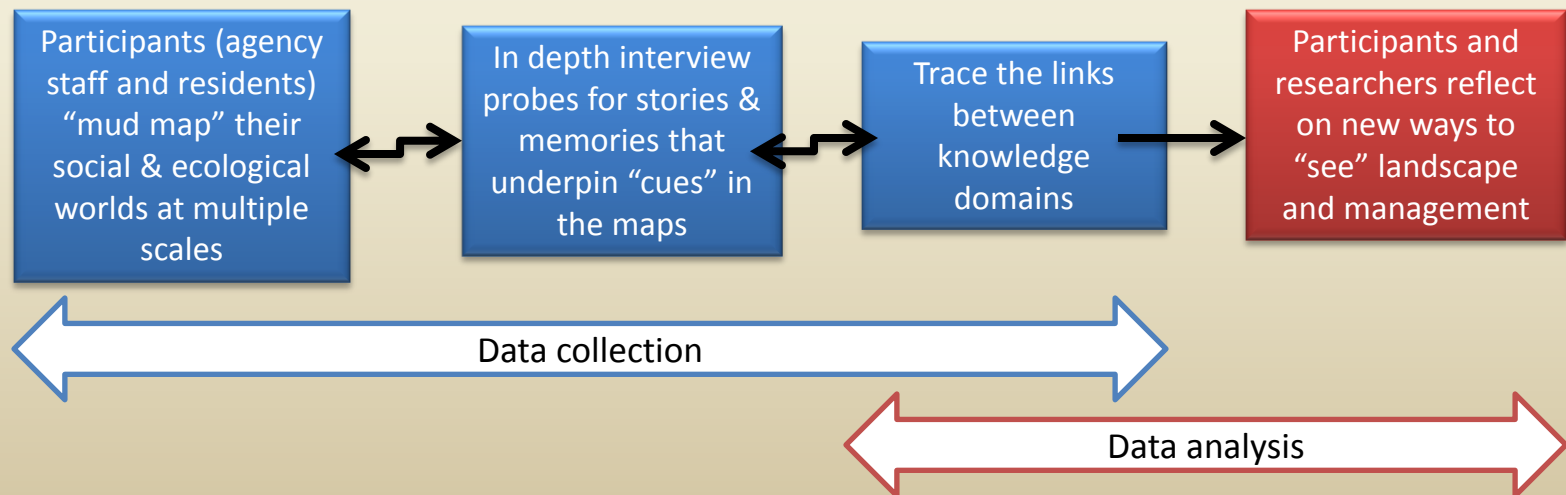 Participants (agency
staff and residents)
“mud map” their
social & ecological
worlds at multiple
scales
In depth interview
probes for stories &
memories that
underpin “cues” in
the maps
Trace the links
between
knowledge
domains
Participants and
researchers reflect
on new ways to
“see” landscape
and management
Data collection
Data analysis